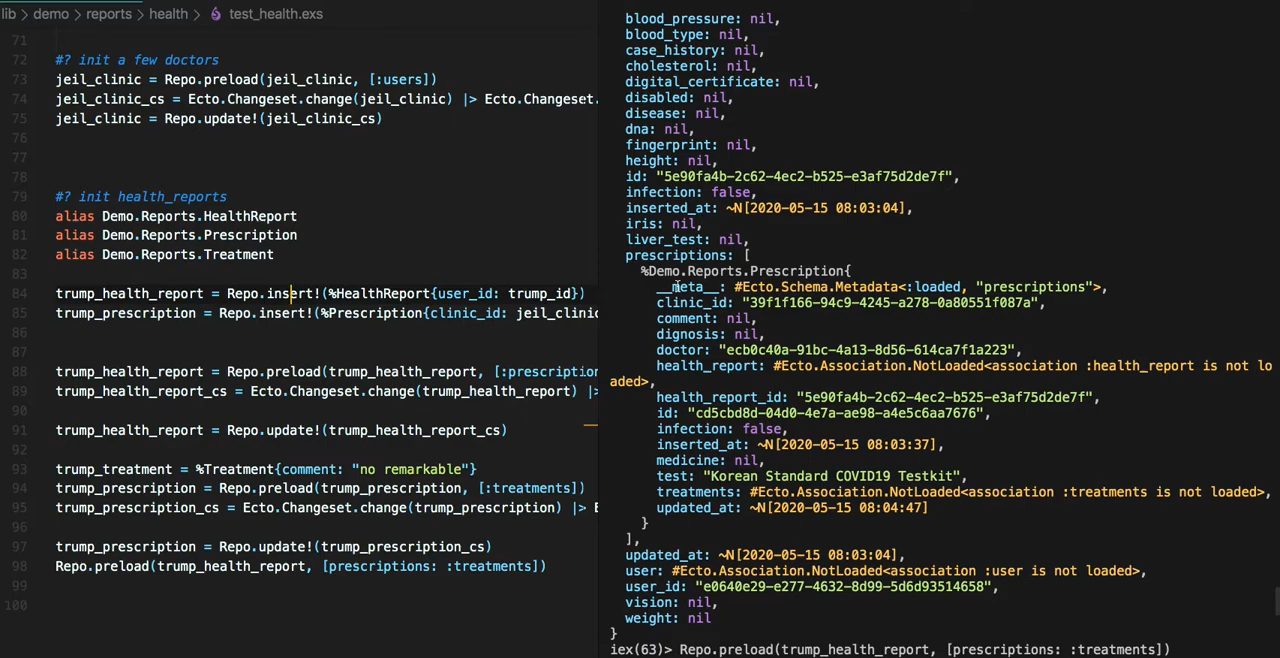 lib > demo > reports > health > test_health.exs
71
72 #? init a few doctors
73 jeil_clinic = Repo.preload(jeil_clinic, [:users])
74 jeil_clinic_cs = Ecto.Changeset.change(jeil_clinic) |> Ecto.Changeset.
75 jeil_clinic = Repo.update!(jeil_clinic_cs)
76
77
78
79 #? init health_reports
80 alias Demo.Reports.HealthReport
81 alias Demo.Reports.Prescription
82 alias Demo.Reports.Treatment
83
84 trump_health_report = Repo.insert!(%HealthReport{user_id: trump_id})
85 trump_prescription = Repo.insert!(%Prescription{clinic_id: jeil_clinic
86
87
88 trump_health_report = Repo.preload(trump_health_report, [:prescription
89 trump_health_report_cs = Ecto.Changeset.change(trump_health_report) |>
90
91 trump_health_report = Repo.update!(trump_health_report_cs)
92
93 trump_treatment = %Treatment{comment: "no remarkable"}
94 trump_prescription = Repo.preload(trump_prescription, [:treatments])
95 trump_prescription_cs = Ecto.Changeset.change(trump_prescription) |> E
96
97 trump_prescription = Repo.update!(trump_prescription_cs)
98 Repo.preload(trump_health_report, [prescriptions: :treatments])
99
100
blood_pressure: nil,
blood_type: nil,
case_history: nil,
cholesterol: nil,
digital_certificate: nil,
disabled: nil,
disease: nil,
dna: nil,
fingerprint: nil,
height: nil,
id: "5e90fa4b-2c62-4ec2-b525-e3af75d2de7f",
infection: false,
inserted_at: ~N[2020-05-15 08:03:04],
iris: nil,
liver_test: nil,
prescriptions: [
%Demo.Reports.Prescription{
__meta__: #Ecto.Schema.Metadata<:loaded, "prescriptions">,
clinic_id: "39f1f166-94c9-4245-a278-0a80551f087a",
comment: nil,
dignosis: nil,
doctor: "ecb0c40a-91bc-4a13-8d56-614ca7f1a223",
health_report: #Ecto.Association.NotLoaded<association :health_report is not lo
aded>,
health_report_id: "5e90fa4b-2c62-4ec2-b525-e3af75d2de7f",
id: "cd5cbd8d-04d0-4e7a-ae98-a4e5c6aa7676",
infection: false,
inserted_at: ~N[2020-05-15 08:03:37],
medicine: nil,
test: "Korean Standard COVID19 Testkit",
treatments: #Ecto.Association.NotLoaded<association :treatments is not loaded>,
updated_at: ~N[2020-05-15 08:04:47]
}
],
updated_at: ~N[2020-05-15 08:03:04],
user: #Ecto.Association.NotLoaded<association :user is not loaded>,
user_id: "e0640e29-e277-4632-8d99-5d6d93514658",
vision: nil,
weight: nil
}
iex(63)> Repo.preload(trump_health_report, [prescriptions: :treatments])